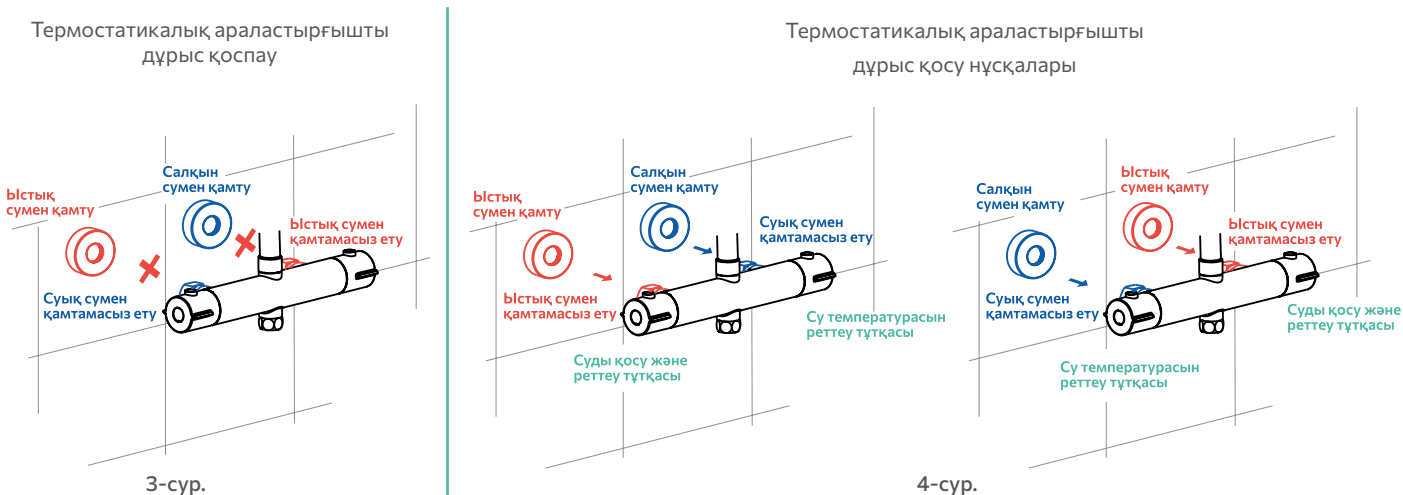 Термостатикалық араластырғышты
дұрыс қоспау
Ыстық
сумен қамту
Салқын
сумен қамту
Ыстық сумен
қамтамасыз ету
Суық сумен
қамтамасыз ету
3-сур.
Термостатикалық араластырғышты
дұрыс қосу нұсқалары
Ыстық
сумен қамту
Салқын
сумен қамту
Суық сумен
қамтамасыз ету
Ыстық сумен
қамтамасыз ету
Су температурасын
реттеу тұтқасы
Суды қосу және
реттеу тұтқасы
Салқын
сумен қамту
Ыстық
сумен қамту
Ыстық сумен
қамтамасыз ету
Суық сумен
қамтамасыз ету
Суды қосу және
реттеу тұтқасы
Су температурасын
реттеу тұтқасы
4-сур.